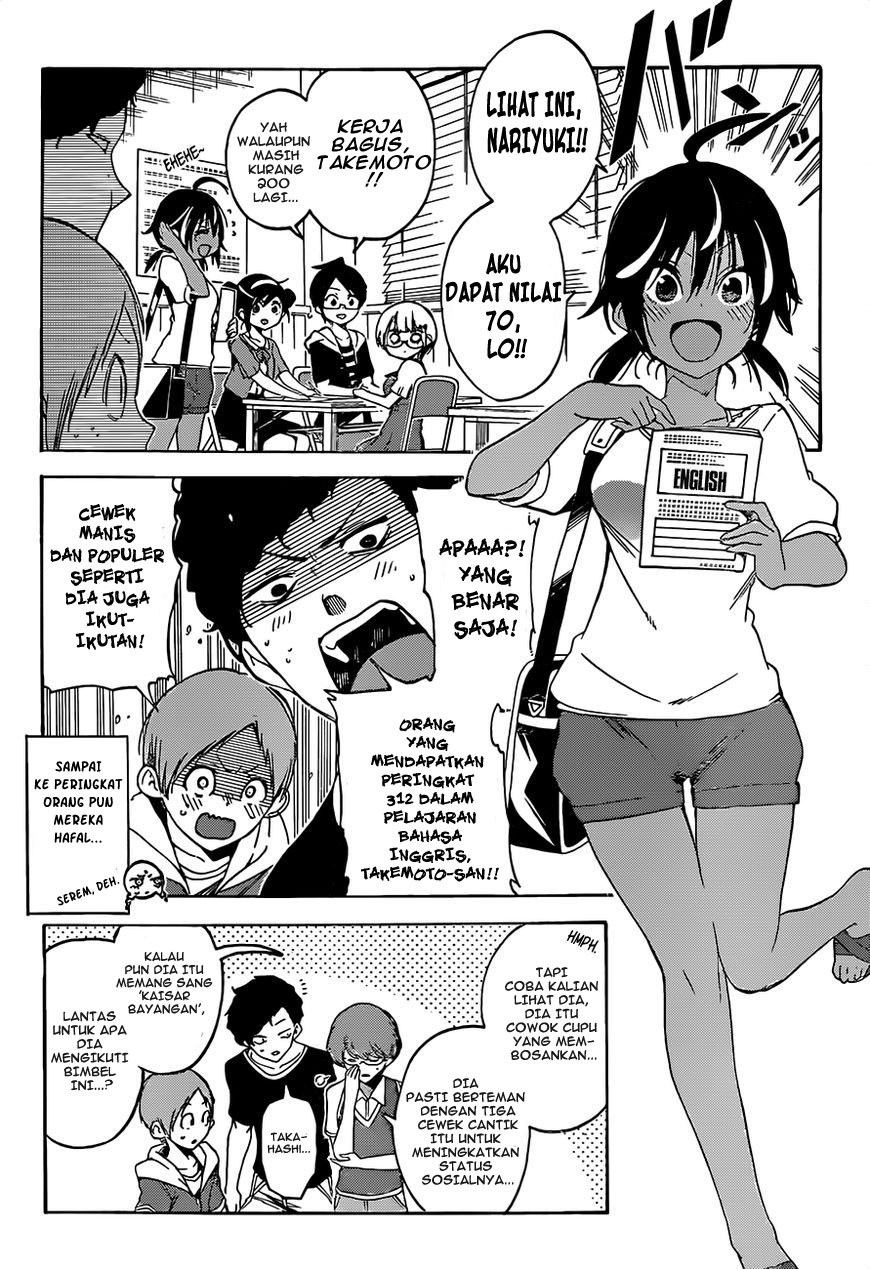 バーン
LIHAT INI,
NARIYUKI!!
AKU
DAPAT NILAI
70,
LO!!
ENGLISH
KERJA
BAGUS,
TAKEMOTO
!!
YAH
WALAUPUN
MASIH
KURANG
200
LAGI...
EHEHE~
APAAA?!
YANG
BENAR
SAJA!
CEWEK
MANIS
DAN POPULER
SEPERTI
DIA JUGA
IKUT-
IKUTAN!
ORANG
YANG
MENDAPATKAN
PERINGKAT
312 DALAM
PELAJARAN
BAHASA
INGGRIS,
TAKEMOTO-SAN!!
SAMPAI
KE PERINGKAT
ORANG PUN
MEREKA
HAFAL...
SEREM, DEH.
HMPH.
TAPI
COBA KALIAN
LIHAT DIA,
DIA ITU
COWOK CUPU
YANG MEM-
BOSANKAN...
DIA
PASTI BERTEMAN
DENGAN TIGA
CEWEK CANTIK
ITU UNTUK
MENINGKATKAN
STATUS
SOSIALNYA...
TAKA-
HASHI...
KALAU
PUN DIA ITU
MEMANG SANG
'KAISAR
BAYANGAN',
LANTAS
UNTUK APA
DIA
MENGIKUTI
BIMBEL
INI...?